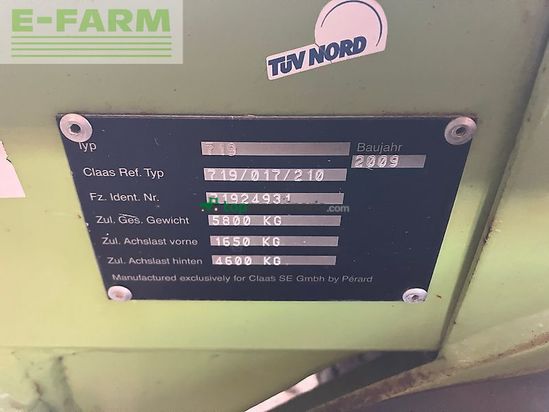 E-FARM
TÜV NORD
Typ 719 Baujahr
2009
Claas Ref. Typ 719/017/210
Fz. Ident. Nr.
Zul. Ges. Gewicht 5800 KG
Zul. Achslast vorne 1650 KG
Zul. Achslast hinten 4600 KG
Manufactured exclusively for Claas SE Gmbh by Pérard